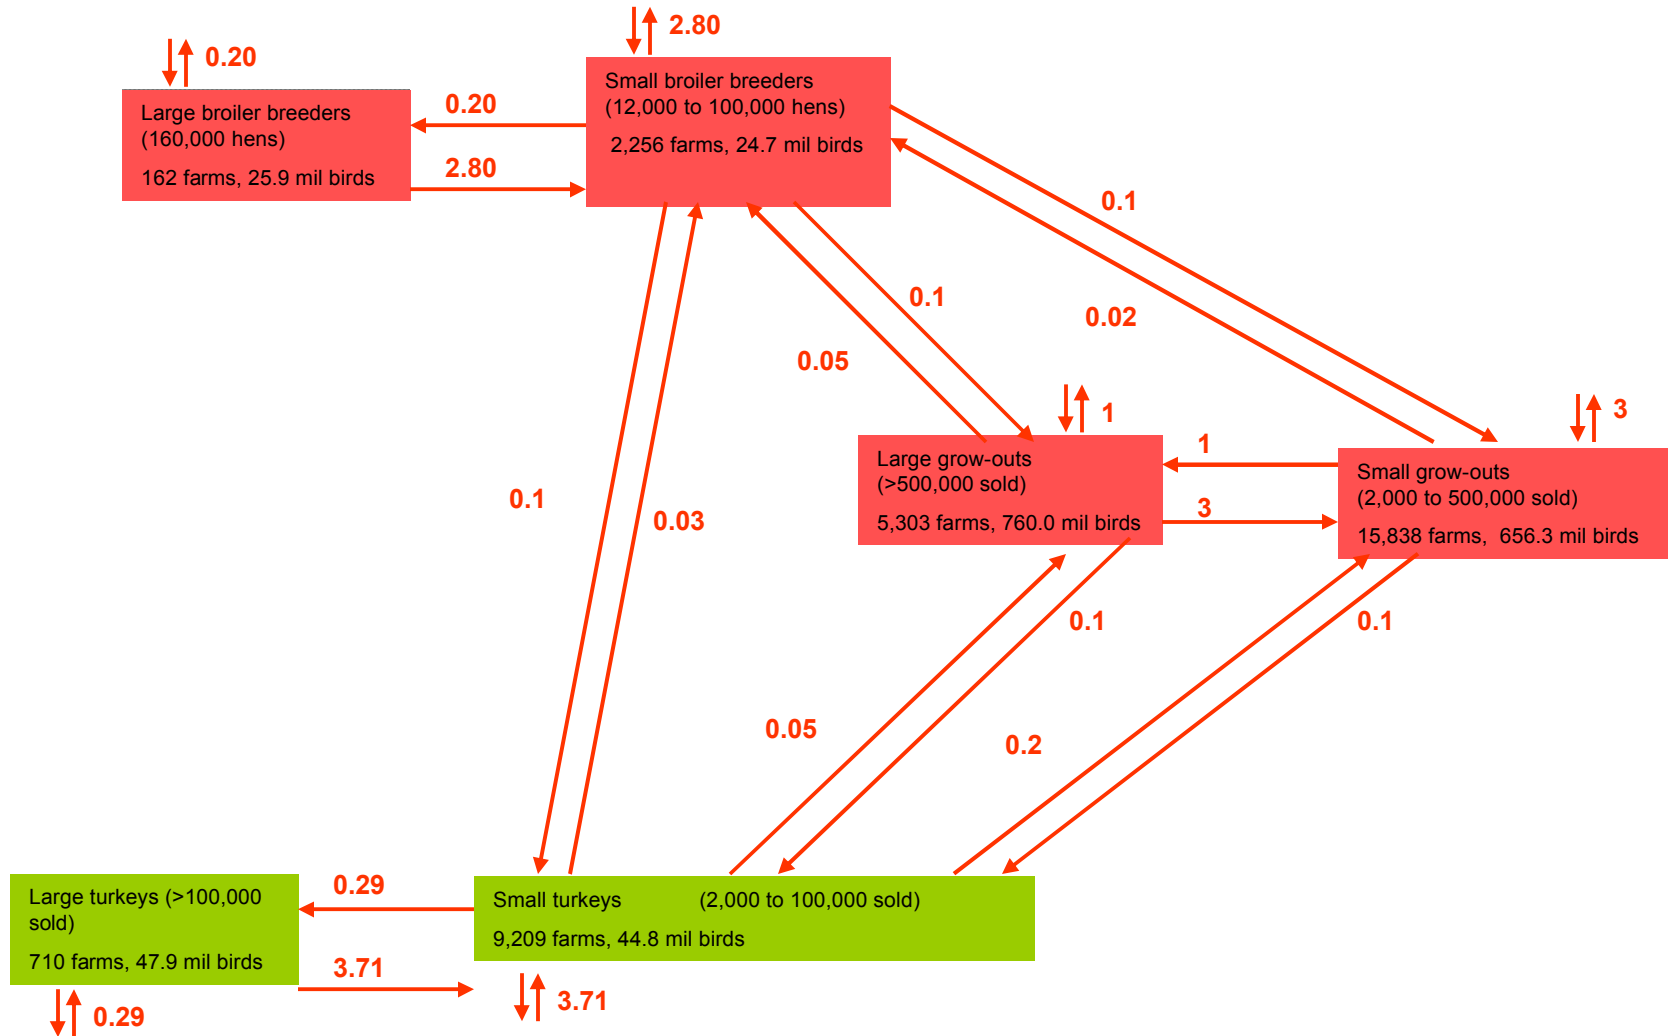 2.80
0.20
Small broiler breeders
(12,000 to 100,000 hens)
2,256 farms, 24.7 mil birds
Large broiler breeders
(160,000 hens)
162 farms, 25.9 mil birds
0.20
2.80
0.1
0.1
0.02
0.05
1
3
Large grow-outs
(>500,000 sold)
5,303 farms, 760.0 mil birds
1
3
Small grow-outs
(2,000 to 500,000 sold)
15,838 farms, 656.3 mil birds
0.1
0.03
0.1
0.1
0.05
0.2
Large turkeys (>100,000
sold)
710 farms, 47.9 mil birds
0.29
3.71
Small turkeys (2,000 to 100,000 sold)
9,209 farms, 44.8 mil birds
0.29
3.71